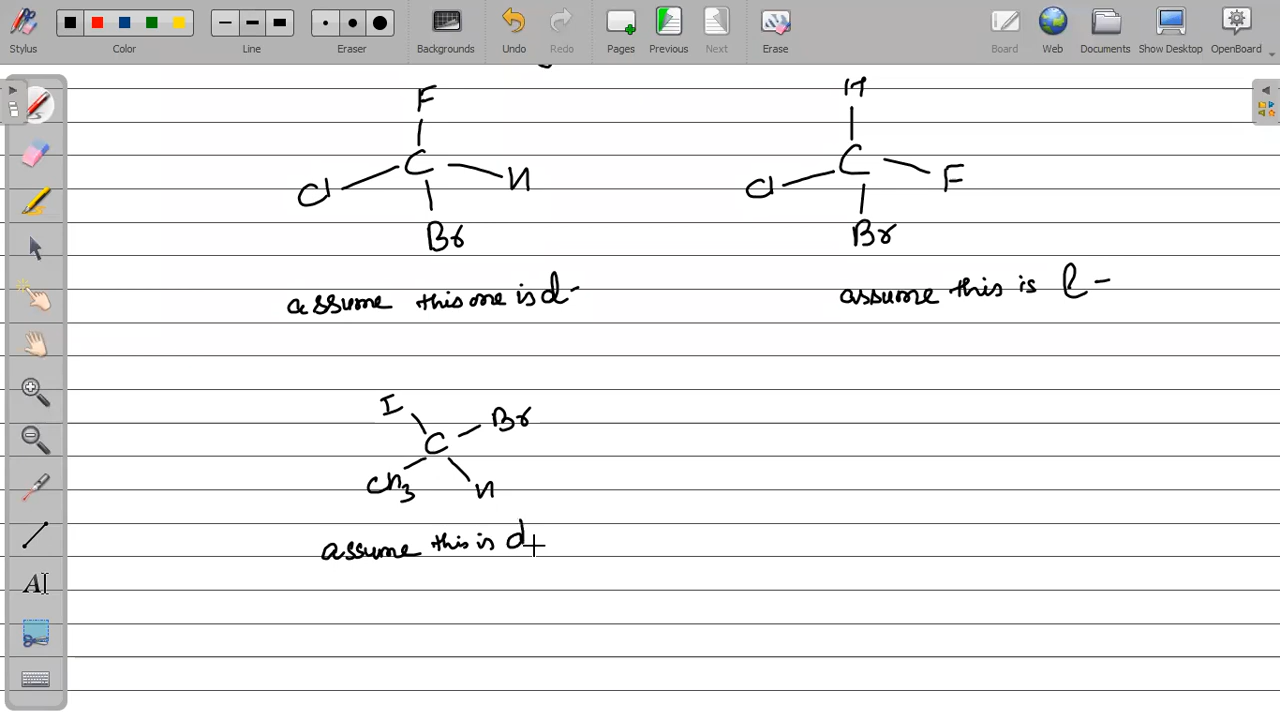 Stylus
Color
Line
Eraser
Backgrounds
Undo
Redo
Pages
Previous
Next
Erase
Board
Web
Documents
Show Desktop
OpenBoard
F
C
Cl
H
Br
assume this one is d-
H
C
Cl
F
Br
assume this is l-
I
Br
C
CH3
H
assume this is d
AI